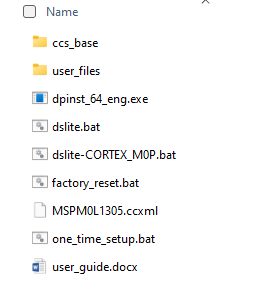 Name
ccs_base
user_files
dpinst_64_eng.exe
dslite.bat
dslite-CORTEX_M0P.bat
factory_reset.bat
MSPM0L1305.ccxml
one_time_setup.bat
user_guide.docx